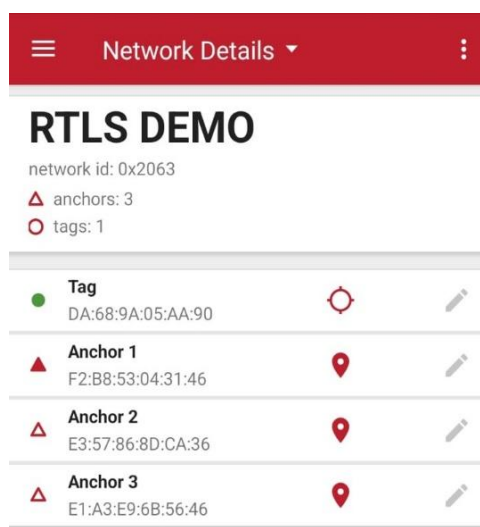 Network Details
RTLS DEMO
network id: 0x2063
anchors: 3
tags: 1
Tag
DA:68:9A:05:AA:90
Anchor 1
F2:B8:53:04:31:46
Anchor 2
E3:57:86:8D:CA:36
Anchor 3
E1:A3:E9:6B:56:46